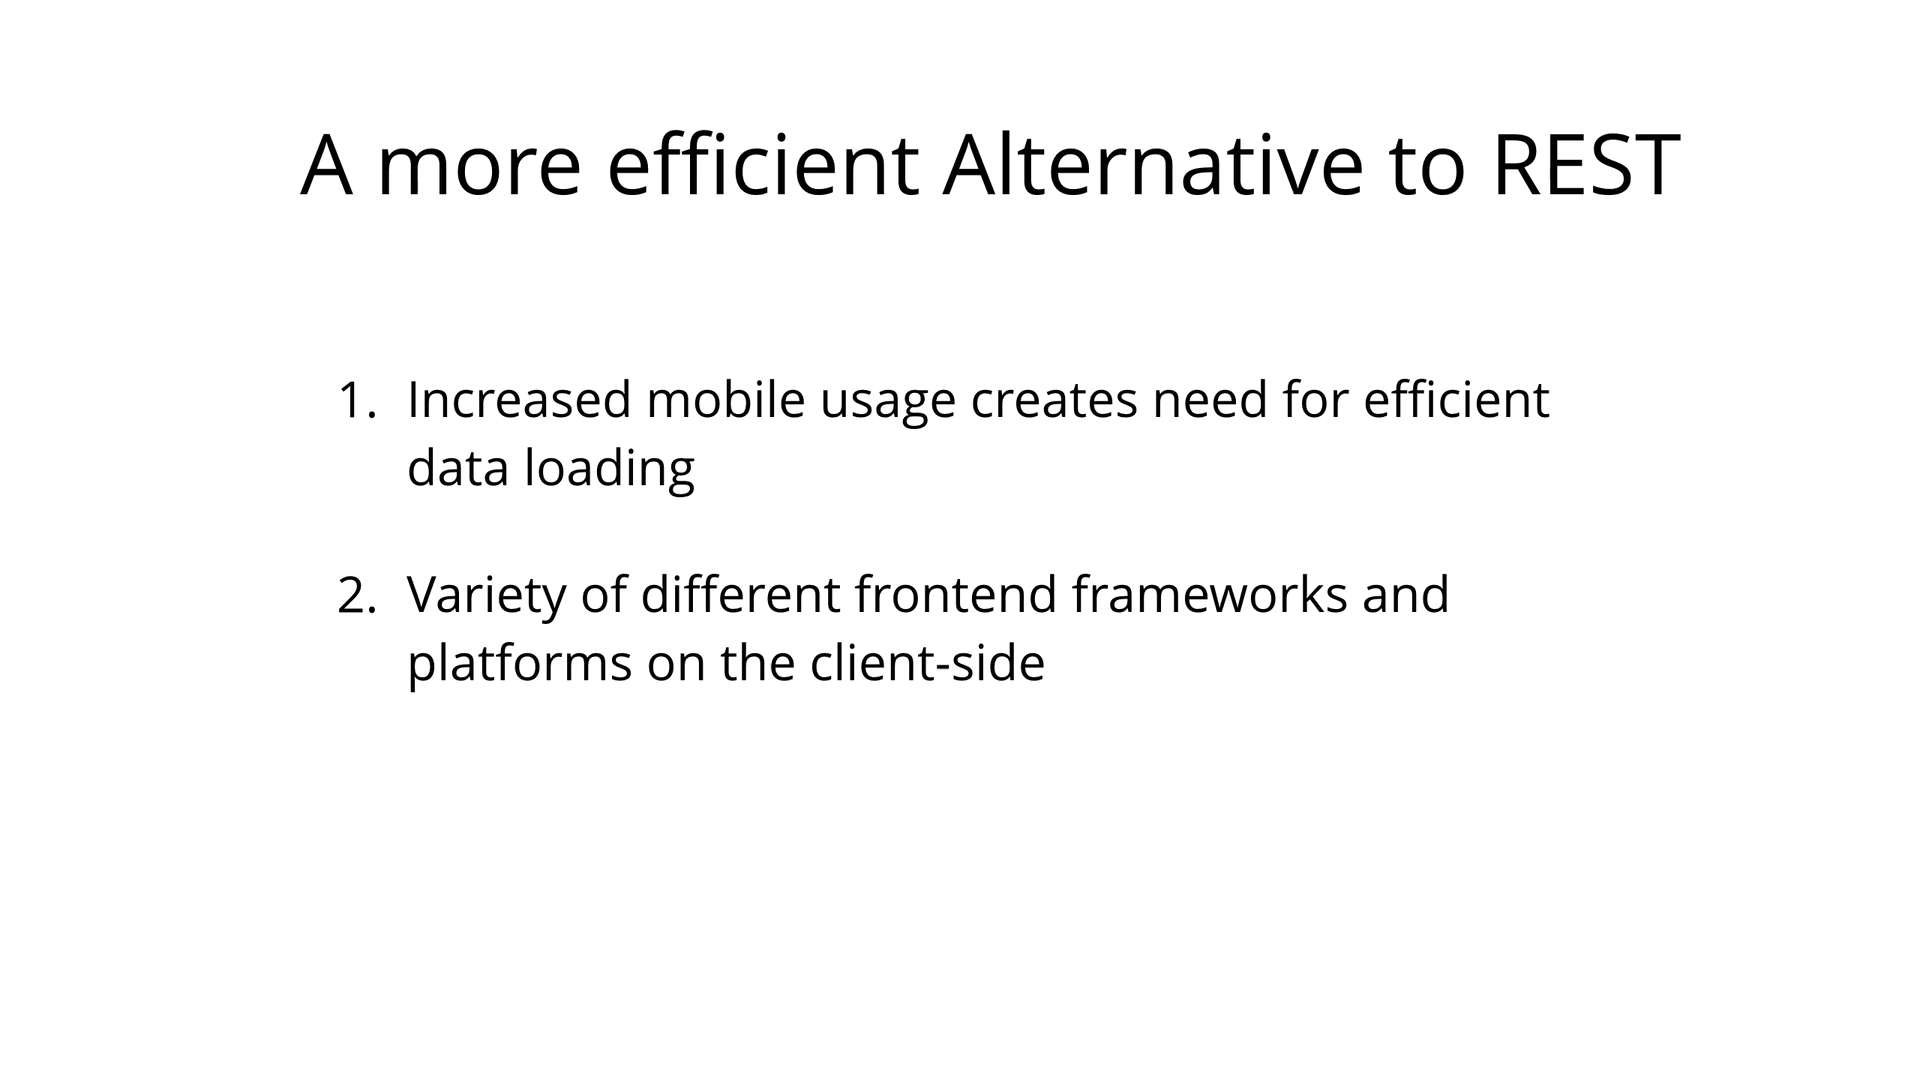 A more efficient Alternative to REST
1. Increased mobile usage creates need for efficient
data loading
2. Variety of different frontend frameworks and
platforms on the client-side